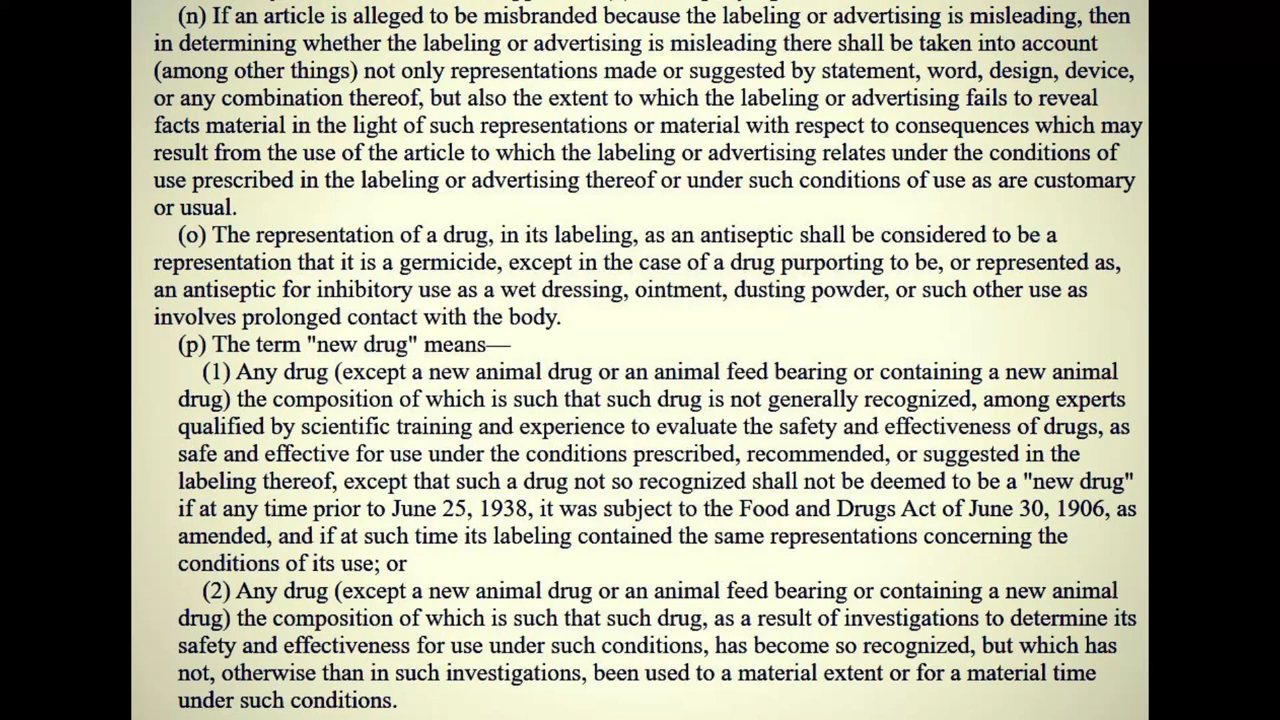 (n) If an article is alleged to be misbranded because the labeling or advertising is misleading, then
in determining whether the labeling or advertising is misleading there shall be taken into account
(among other things) not only representations made or suggested by statement, word, design, device,
or any combination thereof, but also the extent to which the labeling or advertising fails to reveal
facts material in the light of such representations or material with respect to consequences which may
result from the use of the article to which the labeling or advertising relates under the conditions of
use prescribed in the labeling or advertising thereof or under such conditions of use as are customary
or usual.
(o) The representation of a drug, in its labeling, as an antiseptic shall be considered to be a
representation that it is a germicide, except in the case of a drug purporting to be, or represented as,
an antiseptic for inhibitory use as a wet dressing, ointment, dusting powder, or such other use as
involves prolonged contact with the body.
(p) The term "new drug" means—
(1) Any drug (except a new animal drug or an animal feed bearing or containing a new animal
drug) the composition of which is such that such drug is not generally recognized, among experts
qualified by scientific training and experience to evaluate the safety and effectiveness of drugs, as
safe and effective for use under the conditions prescribed, recommended, or suggested in the
labeling thereof, except that such a drug not so recognized shall not be deemed to be a "new drug"
if at any time prior to June 25, 1938, it was subject to the Food and Drugs Act of June 30, 1906, as
amended, and if at such time its labeling contained the same representations concerning the
conditions of its use; or
(2) Any drug (except a new animal drug or an animal feed bearing or containing a new animal
drug) the composition of which is such that such drug, as a result of investigations to determine its
safety and effectiveness for use under such conditions, has become so recognized, but which has
not, otherwise than in such investigations, been used to a material extent or for a material time
under such conditions.